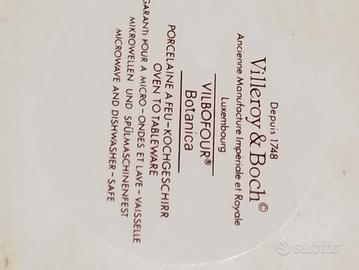 Depuis 1748
Villeroy & Boch©
Ancienne Manufacture Impériale et Royale
Luxembourg
VILBOFOUR®
Botanica
PORCELAINE A FEU-KOCHGESCHIRR
OVEN TO TABLEWARE
GARANTI POUR A MICRO-ONDES ET LAVE-VAISSELLE
MIKROWELLEN UND SPÜLMASCHINENFEST
MICROWAVE AND DISHWASHER-SAFE
subito